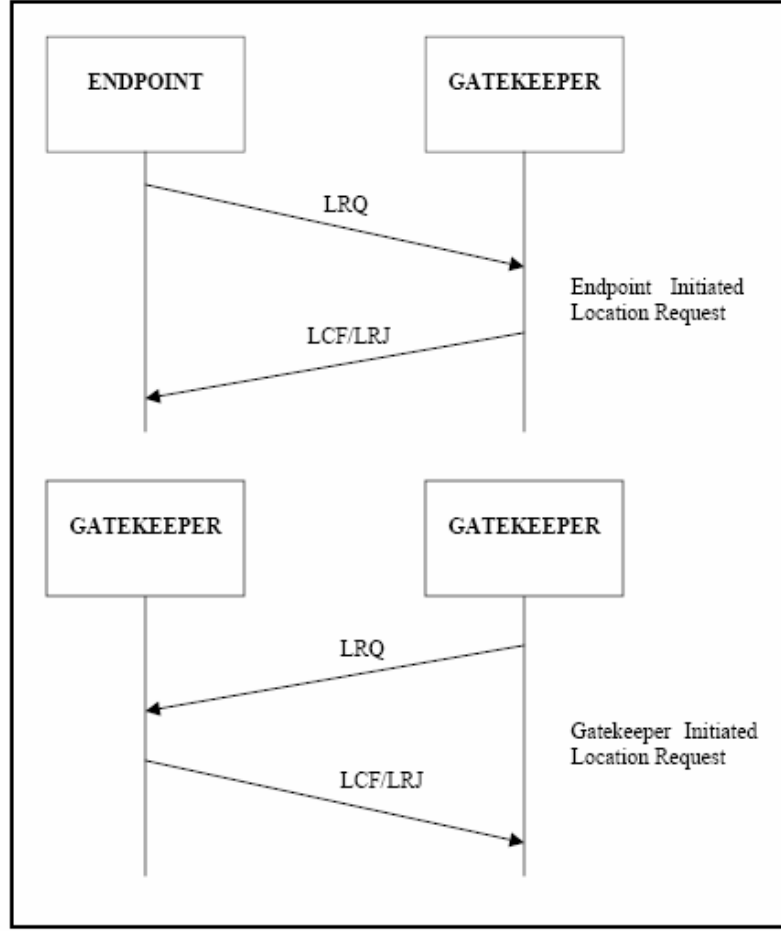 ENDPOINT
GATEKEEPER
LRQ
Endpoint Initiated
Location Request
LCF/LRJ
GATEKEEPER
GATEKEEPER
LRQ
Gatekeeper Initiated
Location Request
LCF/LRJ